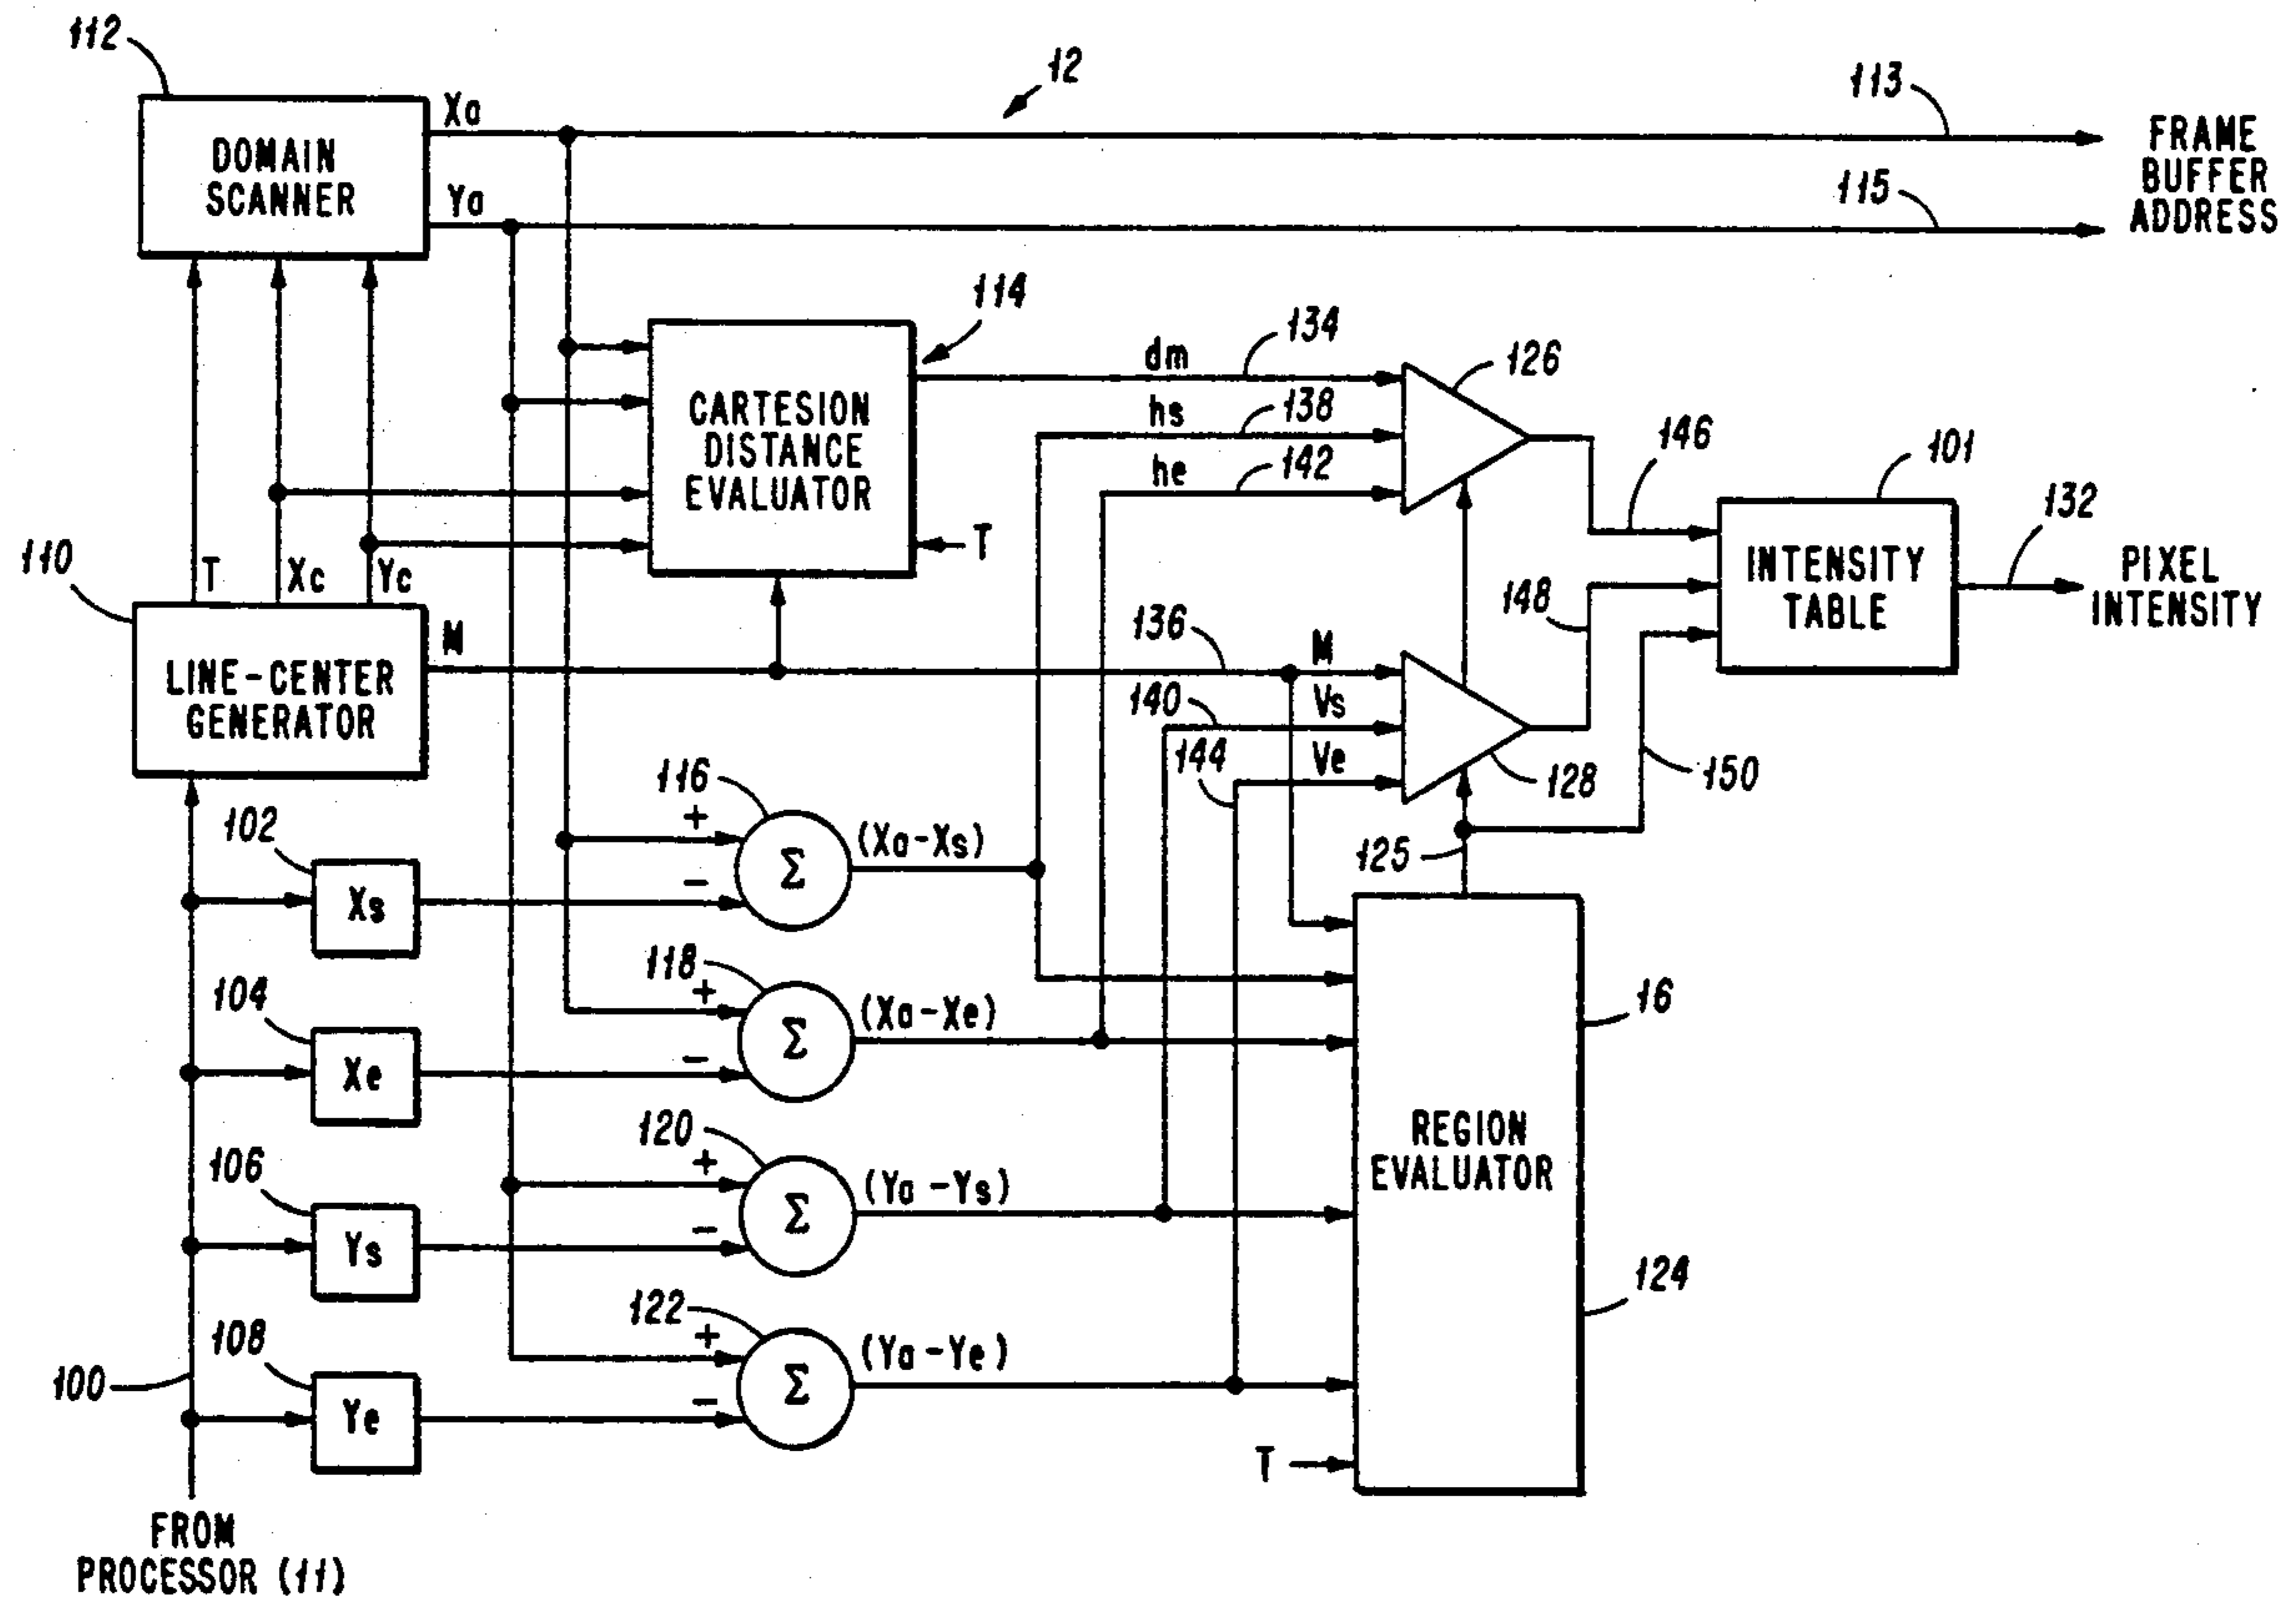 112
12
113
Xa
DOMAIN
SCANNER
FRAME
BUFFER
ADDRESS
Ya
115
114
134
dm
126
CARTESION
DISTANCE
EVALUATOR
hs
138
he
142
146
101
132
T
INTENSITY
TABLE
PIXEL
INTENSITY
110
T
Xc
Yc
148
M
136
M
LINE-CENTER
GENERATOR
140
Vs
144
Ve
128
150
116
+
(Xa-Xs)
102
Σ
125
Xs
−
118
+
(Xa-Xe)
16
104
Σ
Xe
−
120
+
REGION
EVALUATOR
106
(Ya-Ys)
Σ
Ys
−
124
122
+
108
(Ya-Ye)
100
Σ
Ye
−
T
FROM
PROCESSOR (11)